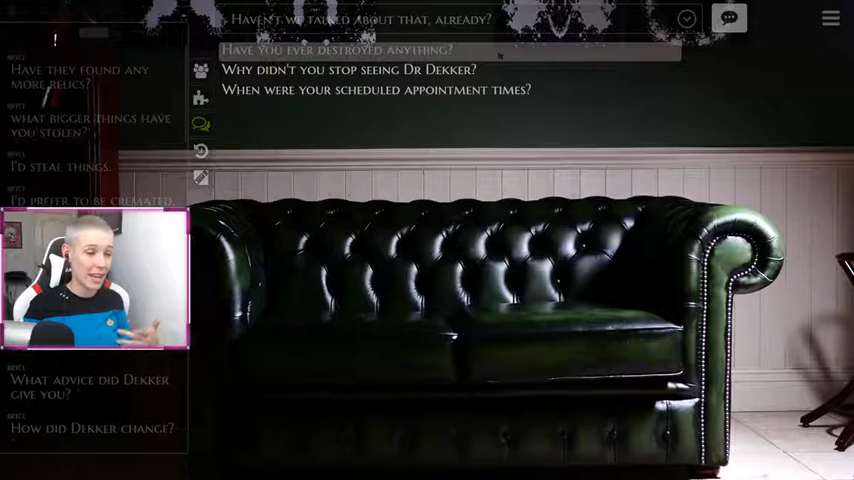 Haven't we talked about that, already?
Have you ever destroyed anything?
Why didn't you stop seeing Dr Dekker?
When were your scheduled appointment times?
Have they found any
more relics?
what bigger things have
you stolen?
I'd steal things.
I'd prefer to be cremated.
What advice did Dekker
give you?
How did Dekker change?